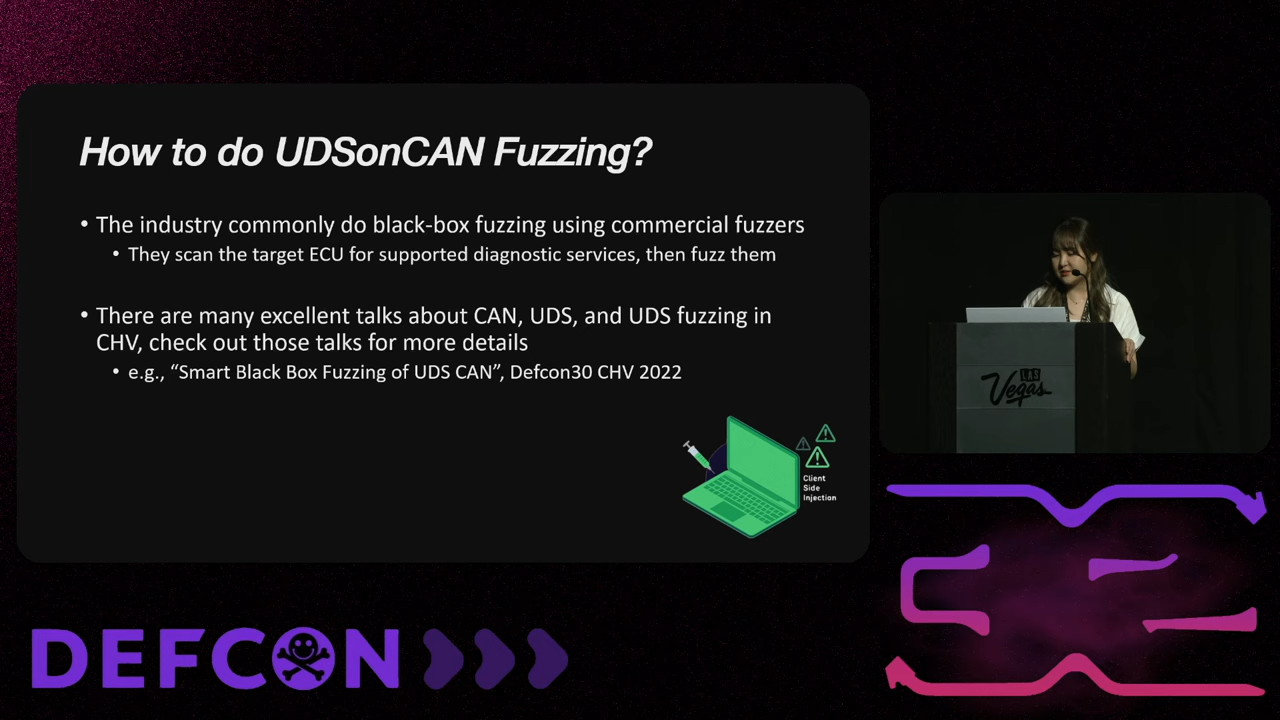 How to do UDSonCAN Fuzzing?
• The industry commonly do black-box fuzzing using commercial fuzzers
• They scan the target ECU for supported diagnostic services, then fuzz them
• There are many excellent talks about CAN, UDS, and UDS fuzzing in
CHV, check out those talks for more details
• e.g., “Smart Black Box Fuzzing of UDS CAN”, Defcon30 CHV 2022
Client
Side
Injection
LAS
Vegas
DEFCON